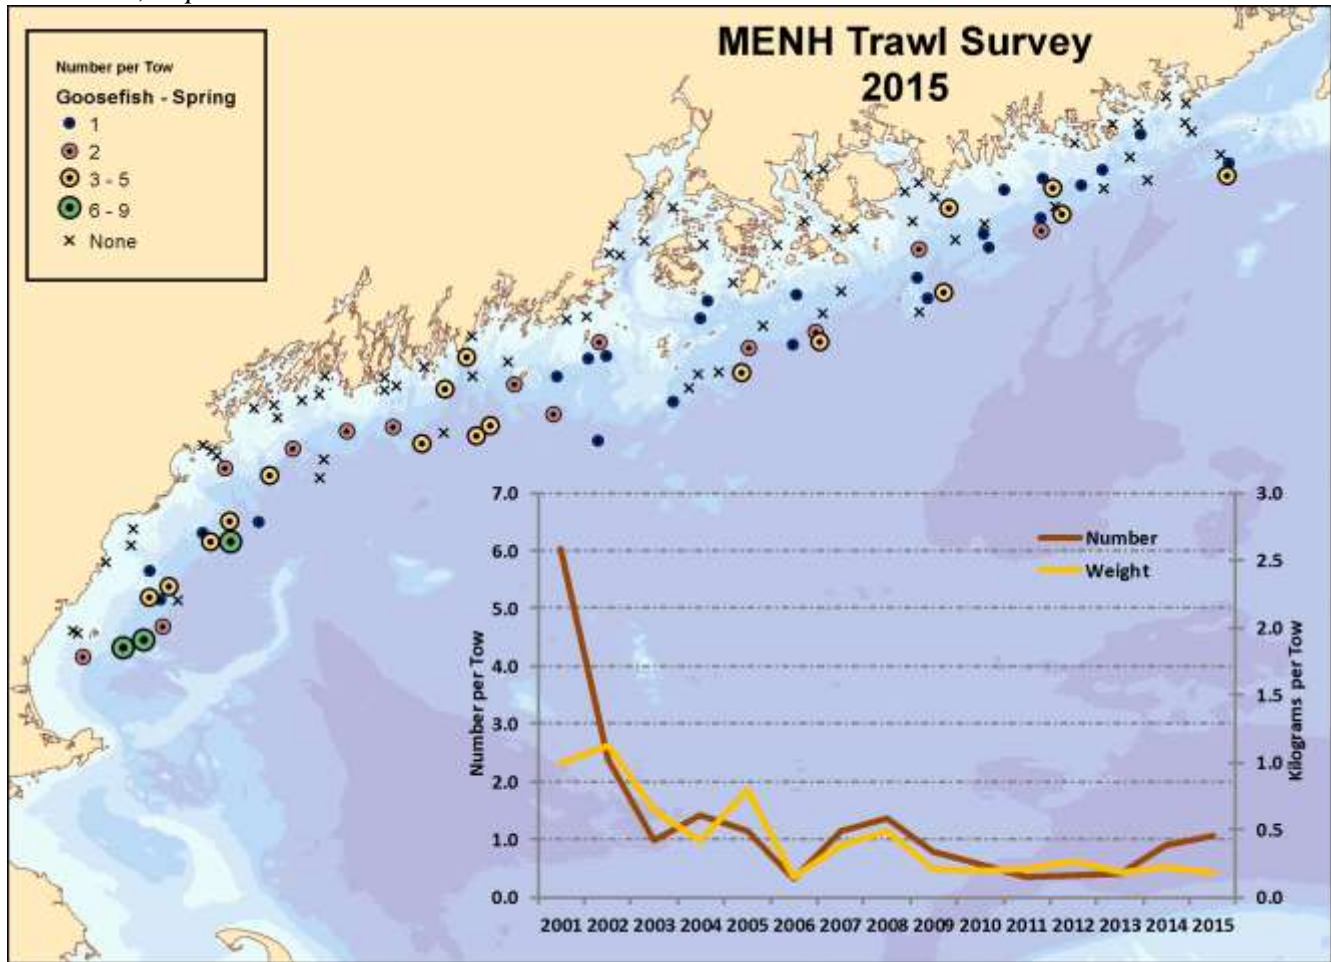 MENH Trawl Survey
2015
Number per Tow
Goosefish - Spring
1
2
3 - 5
6 - 9
None
7.0
6.0
5.0
4.0
3.0
2.0
1.0
0.0
Number per Tow
Number
Weight
3.0
2.5
2.0
1.5
1.0
0.5
0.0
Kilograms per Tow
2001 2002 2003 2004 2005 2006 2007 2008 2009 2010 2011 2012 2013 2014 2015